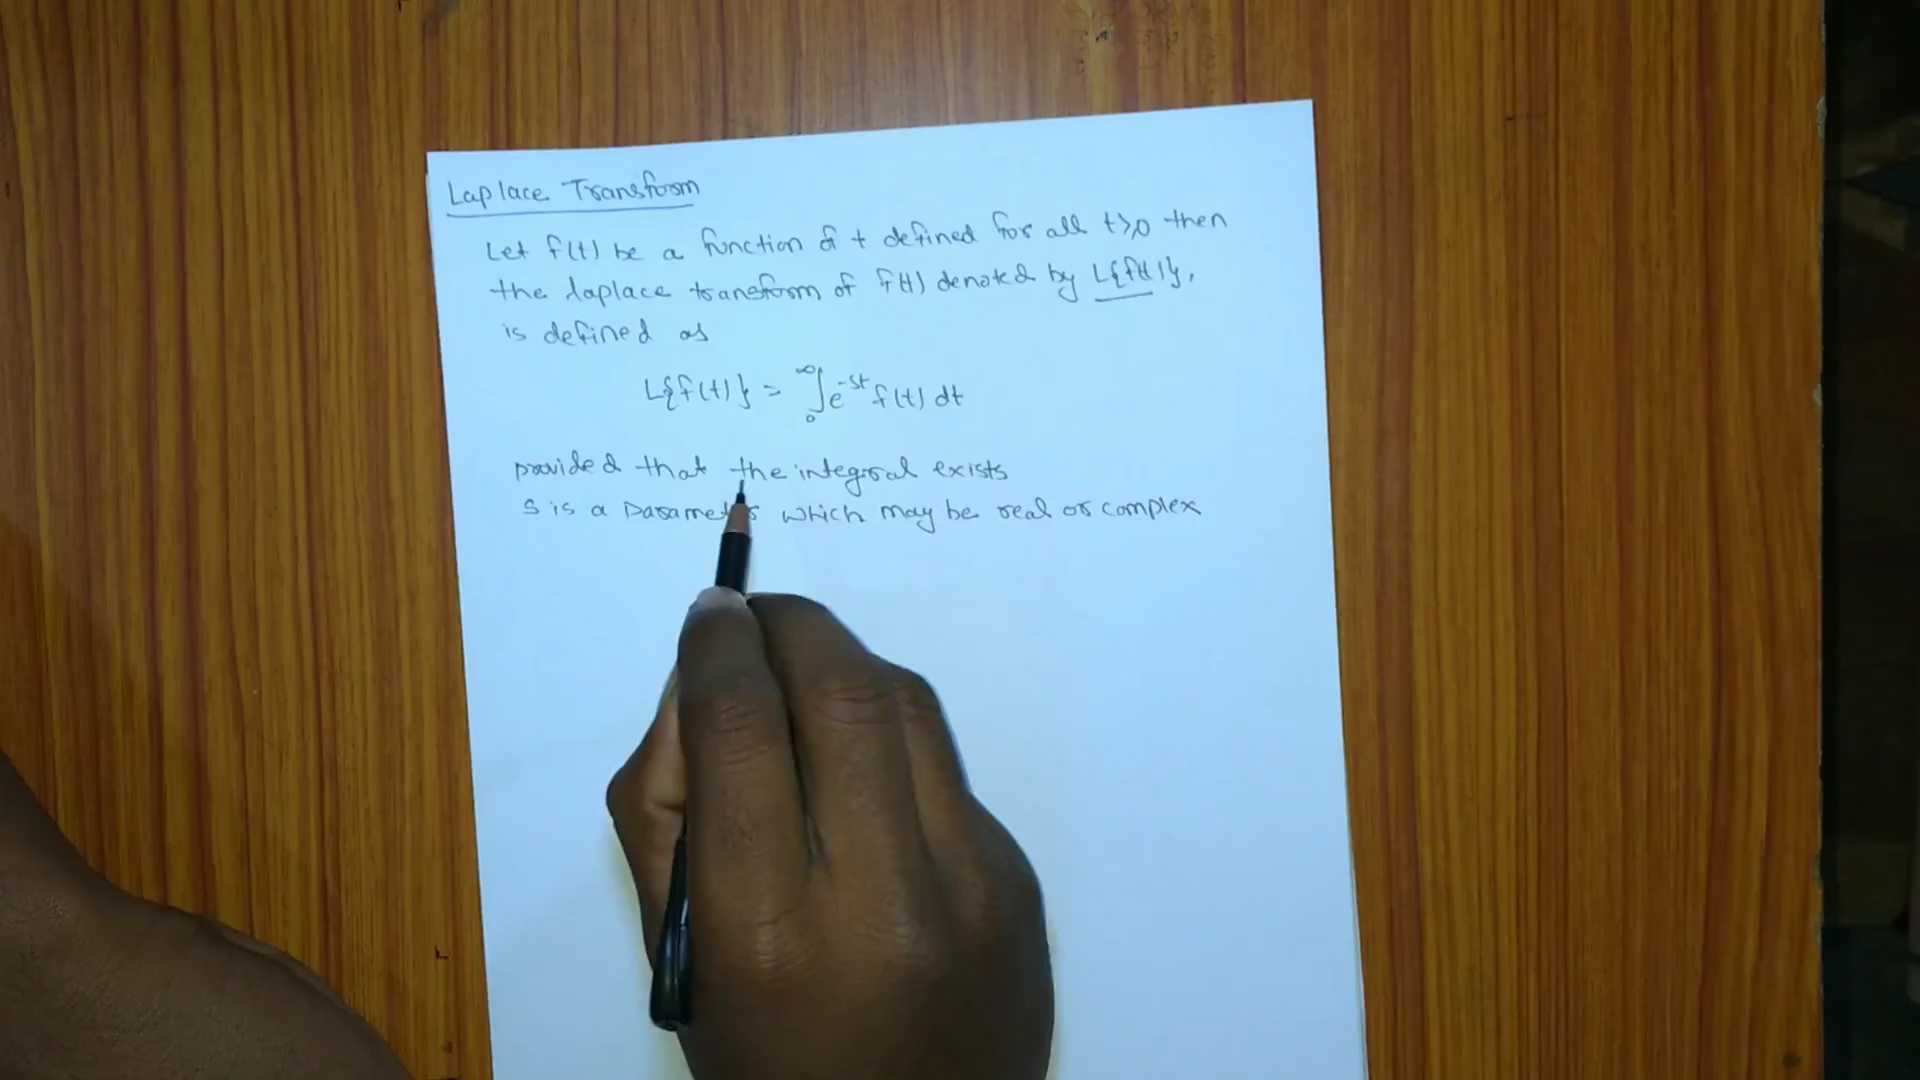 Laplace Transform
Let f(t) be a function of t defined for all t≥0 then
the laplace transform of f(t) denoted by L{f(t)},
is defined as
L{f(t)} = ∫₀^∞ e^-st f(t) dt
provided that the integral exists
s is a parameter which may be real or complex